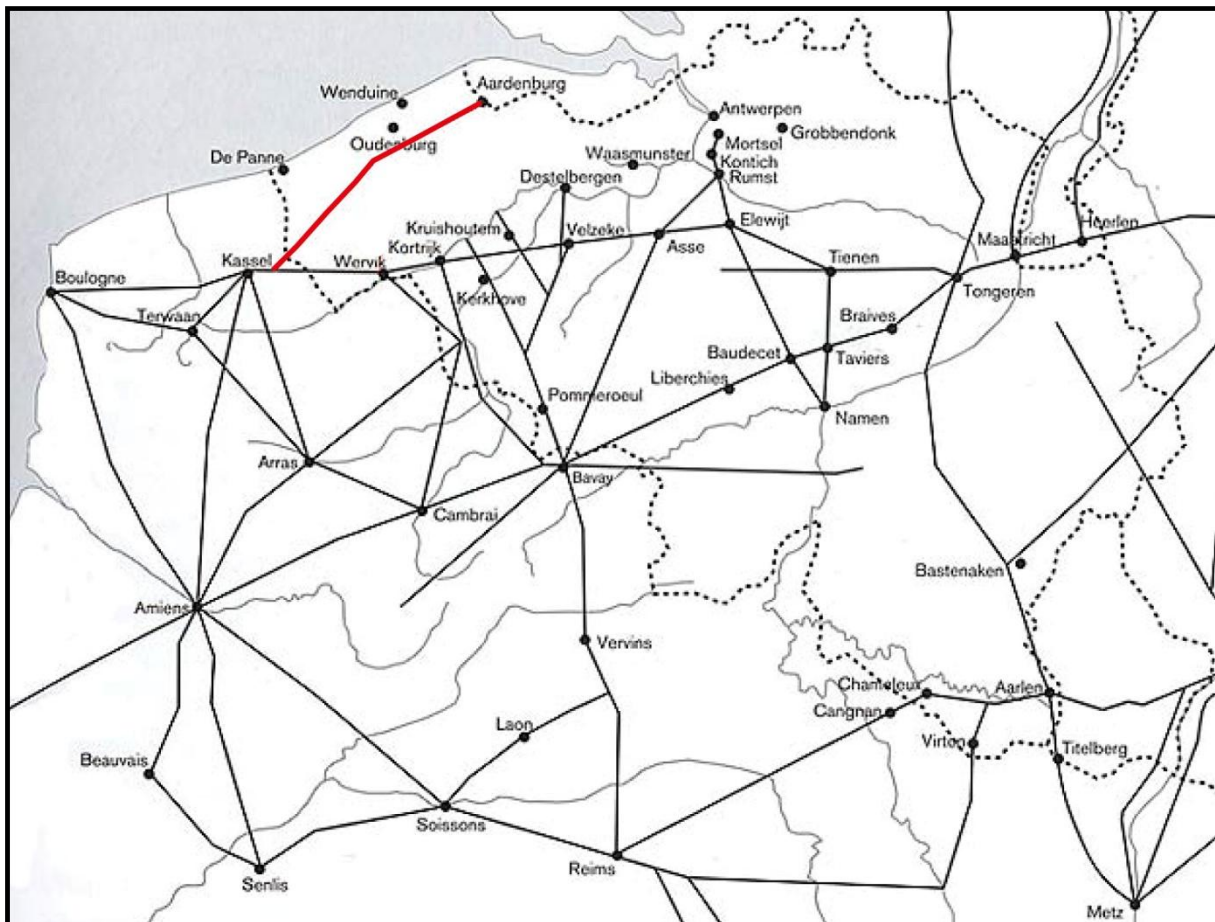 Aardenburg
Wenduine
Antwerpen
Grobbendonk
Oudenburg
Mortsel
De Panne
Waasmunster
Kontich
Rumst
Destelbergen
Kruishoutem
Velzeke
Elewijt
Heerlen
Kortrijk
Asse
Maastricht
Kassel
Wervik
Tienen
Boulogne
Kerkhove
Tongeren
Terwaan
Braives
Baudecet
Taviers
Liberchies
Pommeroeul
Namen
Arras
Bavay
Cambrai
Bastenaken
Amiens
Vervins
Chameleux
Aarlen
Cangnan
Laon
Virton
Beauvais
Titelberg
Soissons
Reims
Senlis
Metz